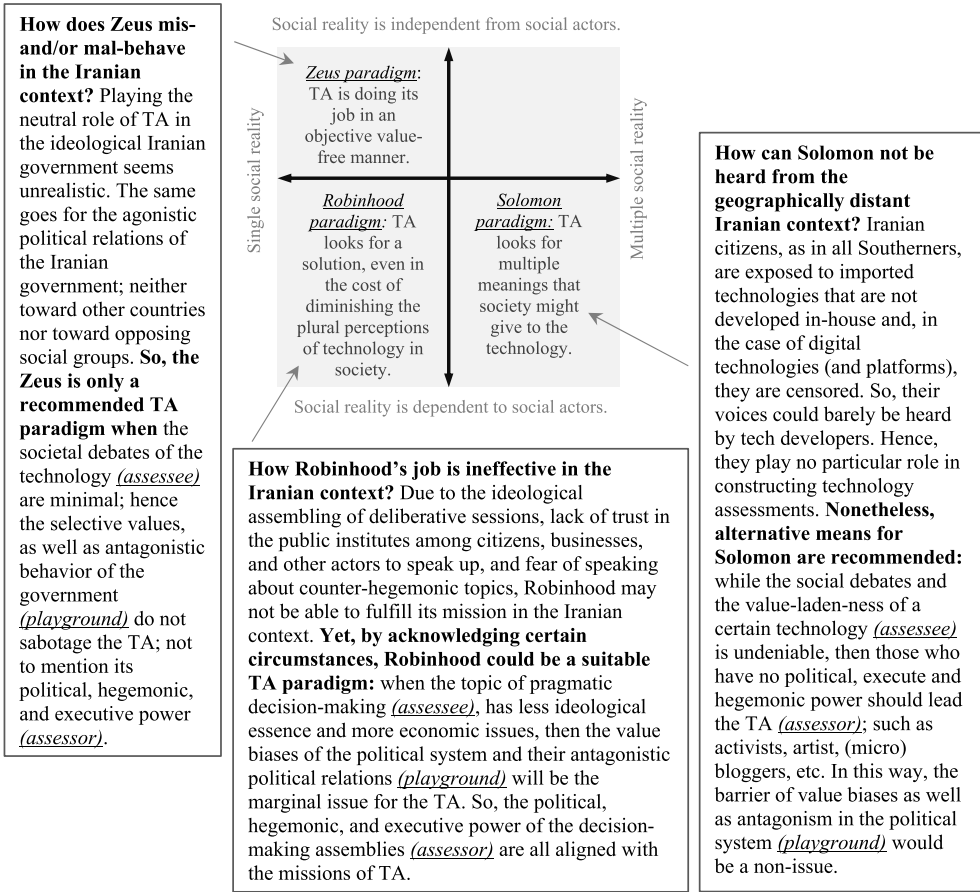 How does Zeus mis-
and/or mal-behave
in the Iranian
context? Playing the
neutral role of TA in
the ideological Iranian
government seems
unrealistic. The same
goes for the agonistic
political relations of
the Iranian
government; neither
toward other countries
nor toward opposing
social groups. So, the
Zeus is only a
recommended TA
paradigm when the
societal debates of
the technology
(assessee)
are minimal; hence
the selective values,
as well as antagonistic
behavior of the
government
(playground) do not
sabotage the TA; not
to mention its
political, hegemonic,
and executive power
(assessor).
Social reality is independent from social actors.
Single social reality
Zeus paradigm:
TA is doing its
job in an
objective value-
free manner.
Robinhood
paradigm: TA
looks for a
solution, even in
the cost of
diminishing the
plural perceptions
of technology in
society.
Solomon
paradigm: TA
looks for
multiple
meanings that
society might
give to the
technology.
Multiple social reality
Social reality is dependent to social actors.
How Robinhood’s job is ineffective in the
Iranian context? Due to the ideological
assembling of deliberative sessions, lack of trust in
the public institutes among citizens, businesses,
and other actors to speak up, and fear of speaking
about counter-hegemonic topics, Robinhood may
not be able to fulfill its mission in the Iranian
context. Yet, by acknowledging certain
circumstances, Robinhood could be a suitable
TA paradigm: when the topic of pragmatic
decision-making (assessee), has less ideological
essence and more economic issues, then the value
biases of the political system and their antagonistic
political relations (playground) will be the
marginal issue for the TA. So, the political,
hegemonic, and executive power of the decision-
making assemblies (assessor) are all aligned with
the missions of TA.
How can Solomon not be
heard from the
geographically distant
Iranian context? Iranian
citizens, as in all Southerners,
are exposed to imported
technologies that are not
developed in-house and, in
the case of digital
technologies (and platforms),
they are censored. So, their
voices could barely be heard
by tech developers. Hence,
they play no particular role in
constructing technology
assessments. Nonetheless,
alternative means for
Solomon are recommended:
while the social debates and
the value-laden-ness of a
certain technology (assessee)
is undeniable, then those who
have no political, execute and
hegemonic power should lead
the TA (assessor); such as
activists, artist, (micro)
bloggers, etc. In this way, the
barrier of value biases as well
as antagonism in the political
system (playground) would
be a non-issue.